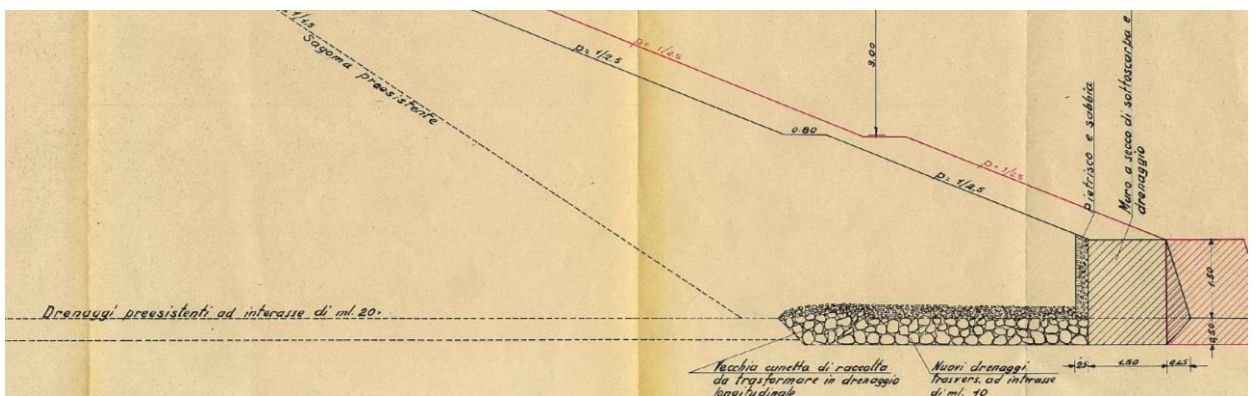 p= 1/1.5
Sagoma preesistente
p= 1/2.5
p= 1/2.5
0.80
9.00
p= 1/2.5
p= 1/2.5
Pietrisco e sabbia
Muro a secco di sottoscarpa e
drenaggio
1.50
0.50
Drenaggi preesistenti ad interasse di ml. 20.
Vecchia cunetta di raccolta
da trasformare in drenaggio
longitudinale
Nuovi drenaggi
trasvers. ad interasse
di ml. 10
25
1.50
0.45